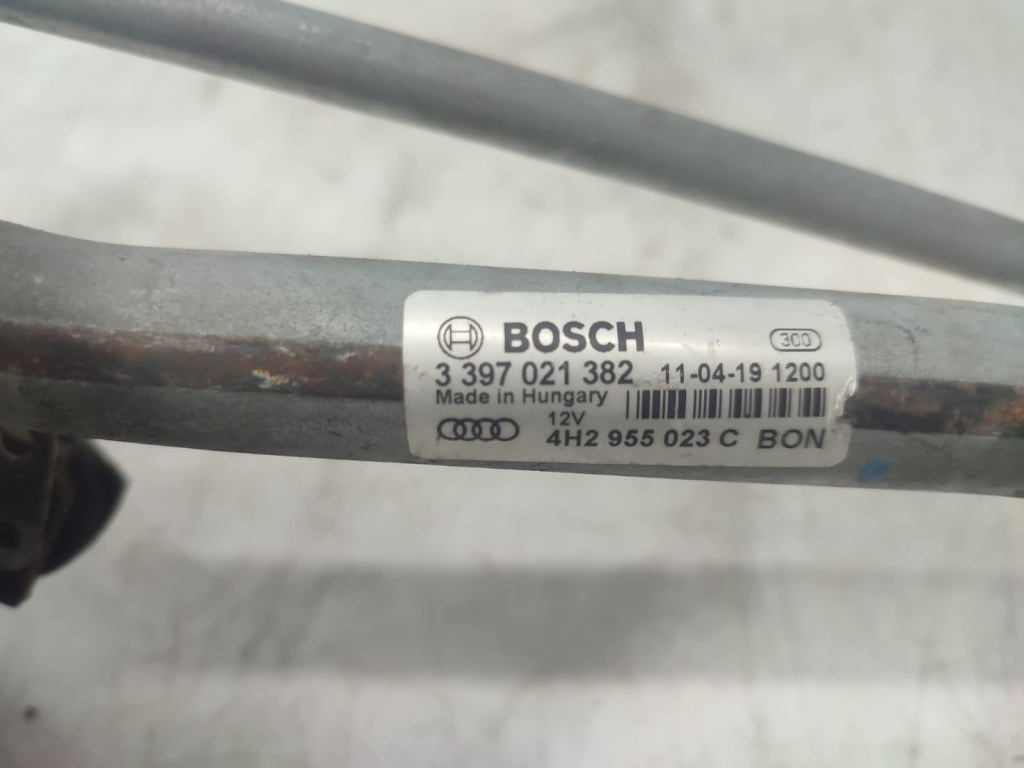 BOSCH 300
3 397 021 382 11-04-19 1200
Made in Hungary
12V
4H2 955 023 C BON